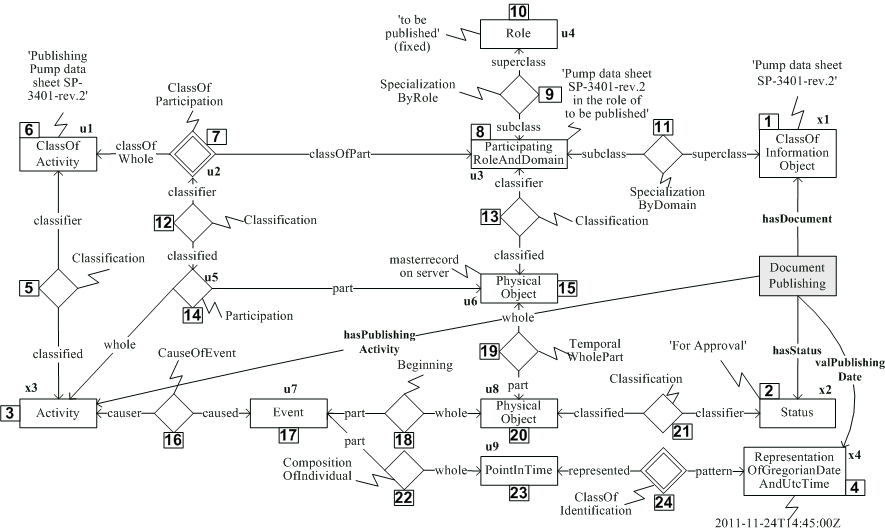 10
'to be
published'
(fixed)
Role
u4
superclass
'Publishing
Pump data
sheet SP-
3401-rev.2'
ClassOf
Participation
Specialization
ByRole
9
'Pump data sheet
SP-3401-rev.2
in the role of
to be published'
'Pump data sheet
SP-3401-rev.2'
6
u1
ClassOf
Activity
classOf
Whole
7
u2
classOfPart
subclass
8
Participating
RoleAndDomain
u3
subclass
11
superclass
Specialization
ByDomain
1
x1
ClassOf
Information
Object
classifier
classifier
classifier
12
Classification
13
Classification
hasDocument
Classification
5
classified
classified
masterrecord
on server
Document
Publishing
u5
part
14
Participation
u6
Physical
Object
15
whole
whole
hasPublishing
Activity
classified
CauseOfEvent
19
Temporal
WholePart
'For Approval'
hasStatus
valPublishing
Date
Beginning
part
Classification
x3
3
Activity
causer
16
caused
u7
Event
17
part
18
whole
u8
Physical
Object
20
classified
21
classifier
2
x2
Status
part
Composition
OfIndividual
22
whole
u9
PointInTime
23
represented
ClassOf
Identification
24
pattern
Representation
OfGregorianDate
AndUtcTime
x4
4
2011-11-24T14:45:00Z